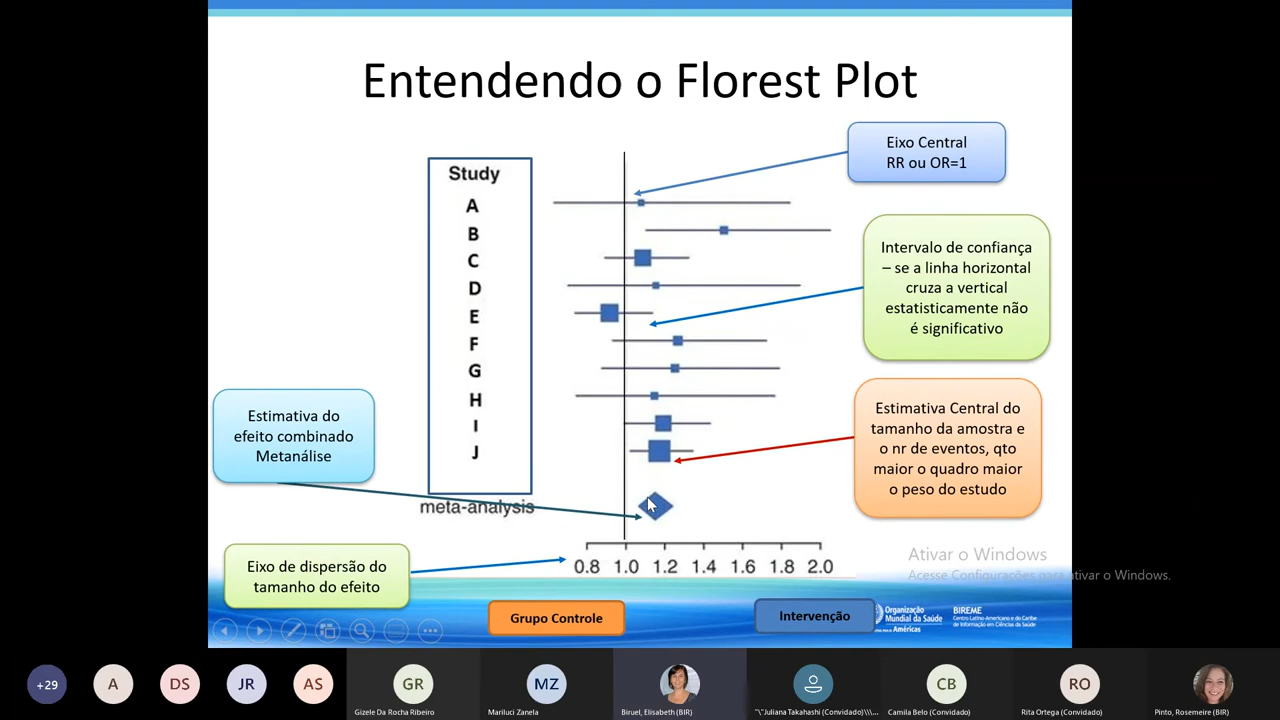 Entendendo o Florest Plot
Eixo Central
RR ou OR=1
Study
A
B
C
D
E
F
G
H
I
J
meta-analysis
Intervalo de confiança
– se a linha horizontal
cruza a vertical
estatisticamente não
é significativo
Estimativa do
efeito combinado
Metanálise
Estimativa Central do
tamanho da amostra e
o nr de eventos, qto
maior o quadro maior
o peso do estudo
Eixo de dispersão do
tamanho do efeito
0.8 1.0 1.2 1.4 1.6 1.8 2.0
Ativar o Windows
Acesse Configurações para ativar o Windows.
Grupo Controle
Intervenção
Organização
Mundial da Saúde
Américas
BIREME
Centro Latino-Americano e do Caribe
de Informação em Ciências da Saúde
+29
A
DS
JR
AS
GR
Gizele Da Rocha Ribeiro
MZ
Mariluci Zanela
Biruel, Elisabeth (BIR)
"\"Juliana Takahashi (Convidado)\\\...
CB
Camila Belo (Convidado)
RO
Rita Ortega (Convidado)
Pinto, Rosemeire (BIR)